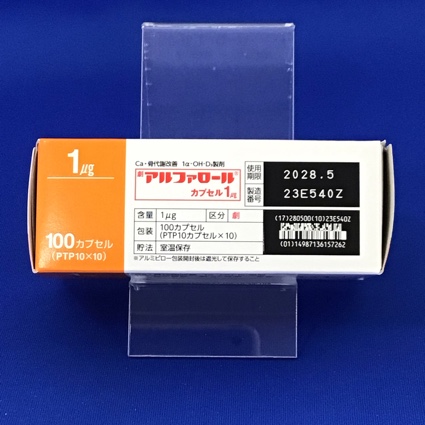 1μg
100カプセル
(PTP10×10)
Ca・骨代謝改善 1α-OH-D₃製剤
劇 アルファロール®
カプセル1μg
含量 1μg 区分 劇
包装 100カプセル
(PTP10カプセル×10)
貯法 室温保存
※アルミピロー包装開封後は遮光して保存すること
使用期限 2028.5
製造番号 23E540Z
(17)280500(10)23E540Z
(01)14987136157262